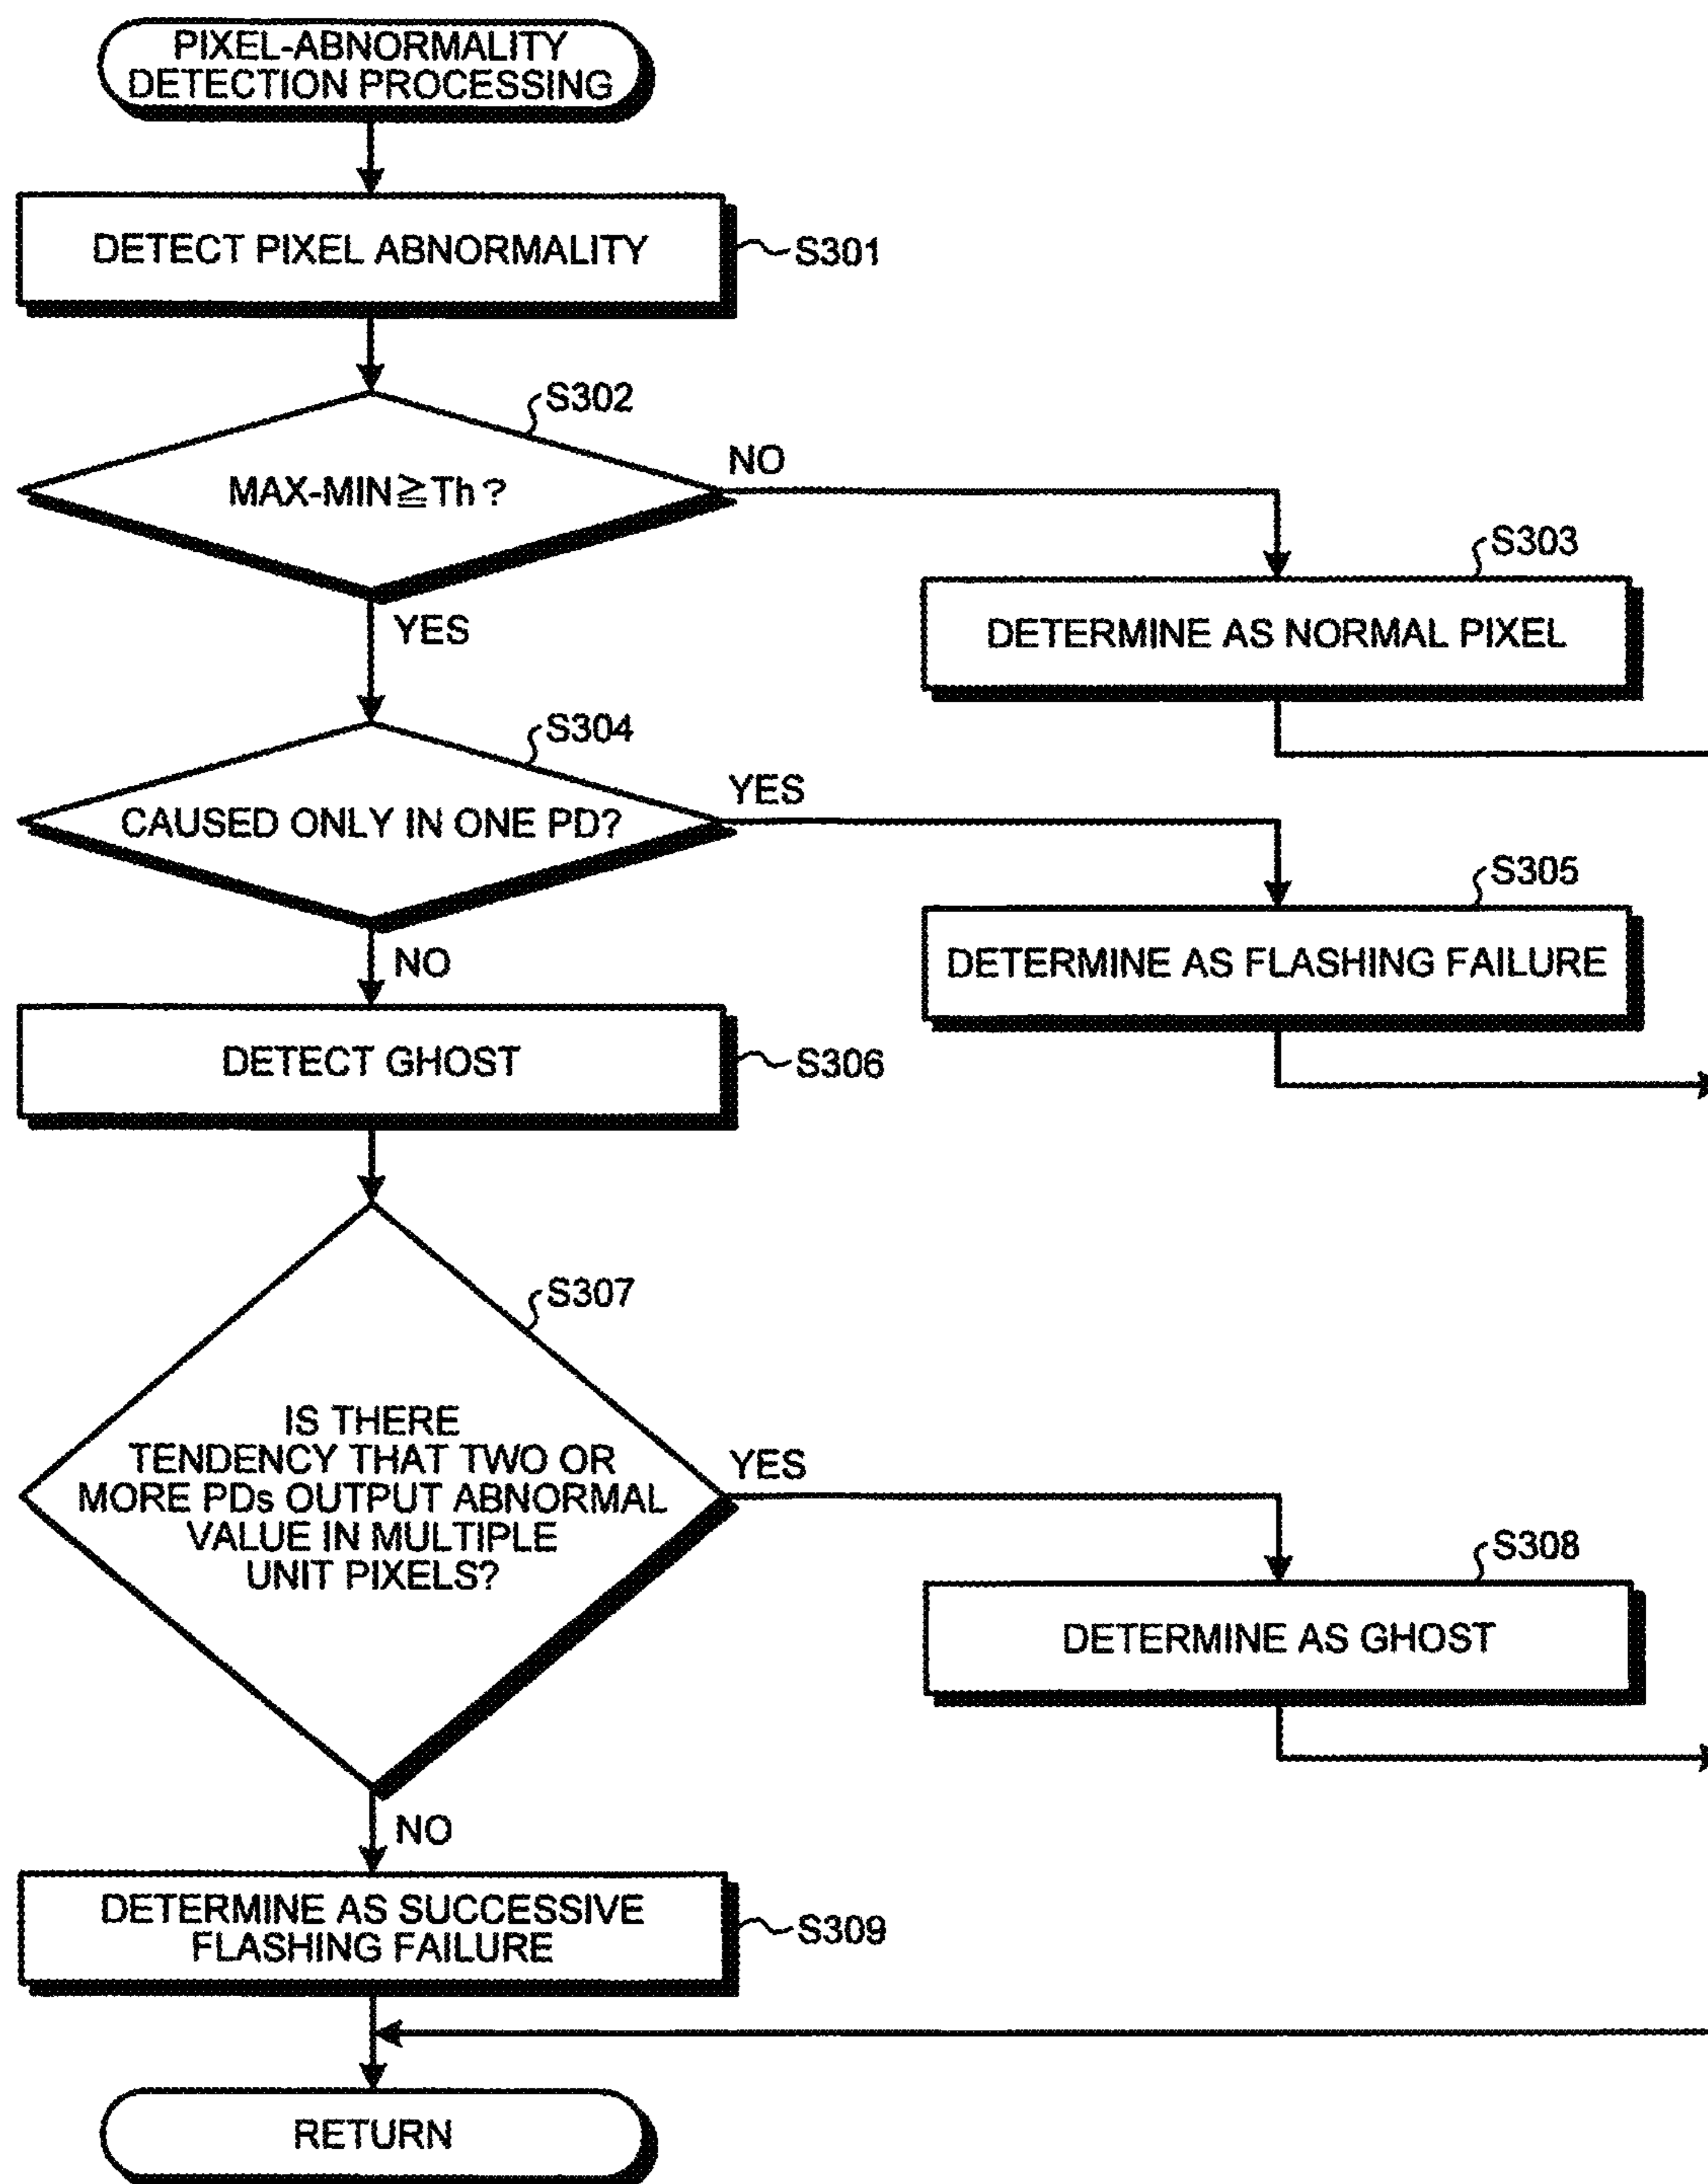 PIXEL-ABNORMALITY
DETECTION PROCESSING
DETECT PIXEL ABNORMALITY
S301
S302
MAX-MIN≧Th?
NO
YES
S303
DETERMINE AS NORMAL PIXEL
S304
CAUSED ONLY IN ONE PD?
YES
NO
S305
DETERMINE AS FLASHING FAILURE
DETECT GHOST
S306
S307
IS THERE
TENDENCY THAT TWO OR
MORE PDs OUTPUT ABNORMAL
VALUE IN MULTIPLE
UNIT PIXELS?
YES
NO
S308
DETERMINE AS GHOST
DETERMINE AS SUCCESSIVE
FLASHING FAILURE
S309
RETURN